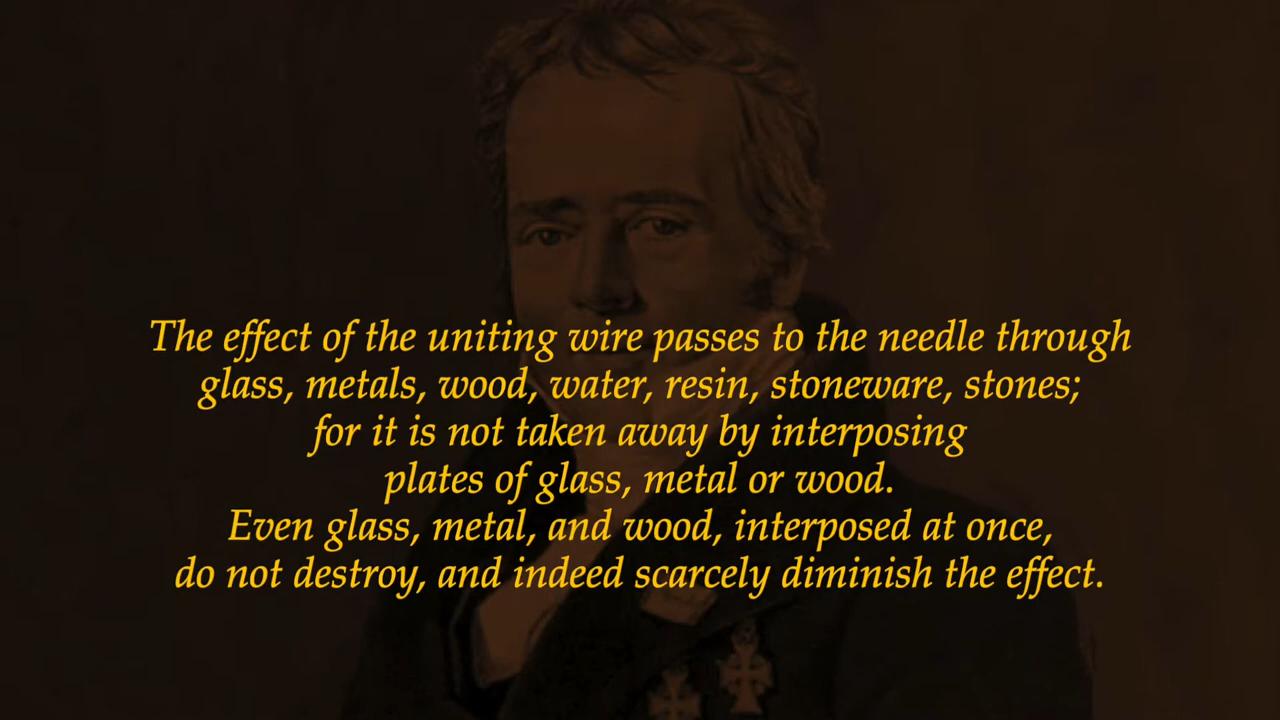 The effect of the uniting wire passes to the needle through
glass, metals, wood, water, resin, stoneware, stones;
for it is not taken away by interposing
plates of glass, metal or wood.
Even glass, metal, and wood, interposed at once,
do not destroy, and indeed scarcely diminish the effect.